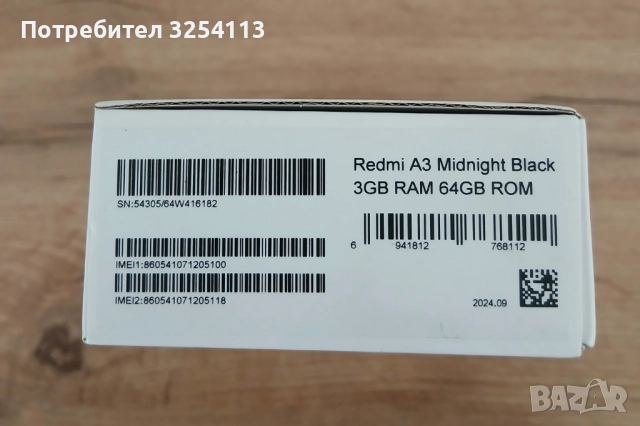 Потребител 3254113
Redmi A3 Midnight Black
3GB RAM 64GB ROM
SN:54305/64W416182
6 941812 768112
IMEI1:860541071205100
IMEI2:860541071205118
2024.09
BAZAR